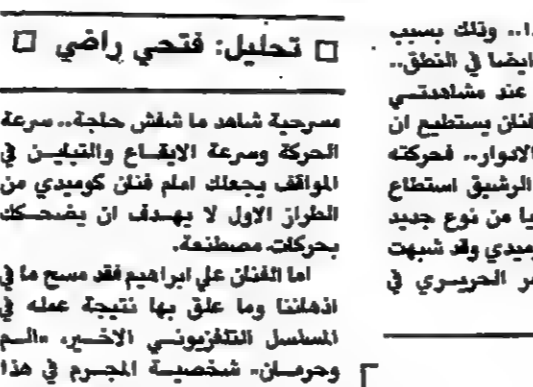 □ تحليل: فتحي راضي □
مسرحية شاهد ما شفش حاجة.. سرعة
الحركة وسرعة الايقاع والتباين في
المواقف يجعلك امام فنان كوميدي من
الطراز الاول لا يهدف ان يضحكك
بحركات مصطنعة.
اما الفنان علي ابراهيم فقد مسح ما في
اذهاننا وما علق بها نتيجة عمله في
المسلسل التلفزيوني الاخير، «الم
وحرمان» شخصية المجرم في هذا
ا.. وذلك بسبب
ايضا في النطق..
عند مشاهدتي
فنان يستطيع ان
الادوار.. فحركته
الرشيق استطاع
يا من نوع جديد
وميدي وقد شبهت
ر الحريري في